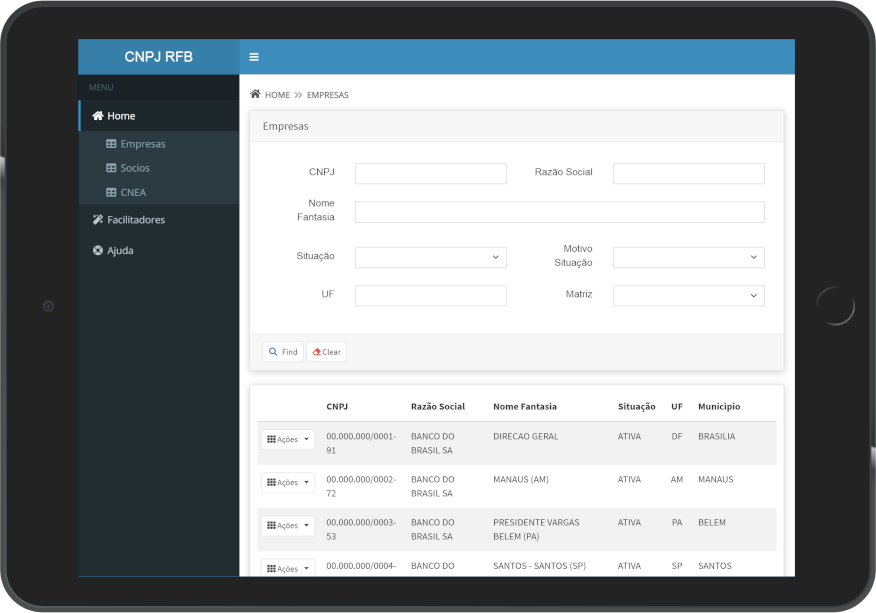 CNPJ RFB
MENU
Home
Empresas
Socios
CNEA
Facilitadores
Ajuda
HOME >> EMPRESAS
Empresas
CNPJ
Razão Social
Nome
Fantasia
Situação
Motivo
Situação
UF
Matriz
Find
Clear
CNPJ Razão Social Nome Fantasia Situação UF Município
Ações 00.000.000/0001- BANCO DO DIRECAO GERAL ATIVA DF BRASILIA
91 BRASIL SA
Ações 00.000.000/0002- BANCO DO MANAUS (AM) ATIVA AM MANAUS
72 BRASIL SA
Ações 00.000.000/0003- BANCO DO PRESIDENTE VARGAS ATIVA PA BELEM
53 BRASIL SA BELEM (PA)
Ações 00.000.000/0004- BANCO DO SANTOS - SANTOS (SP) ATIVA SP SANTOS